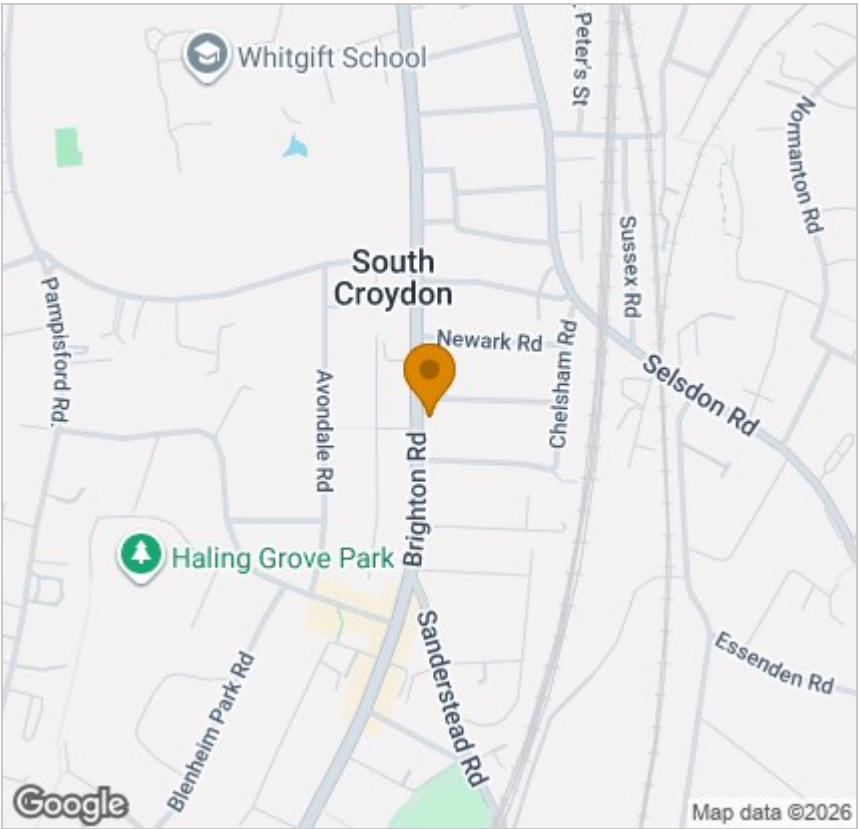 Peter's St
Whitgift School
Normanton Rd
South
Croydon
Sussex Rd
Pampisford Rd
Newark Rd
Chelsham Rd
Selsdon Rd
Avondale Rd
Brighton Rd
Haling Grove Park
Sanderstead Rd
Essenden Rd
Blenheim Park Rd
Google
Map data ©2026